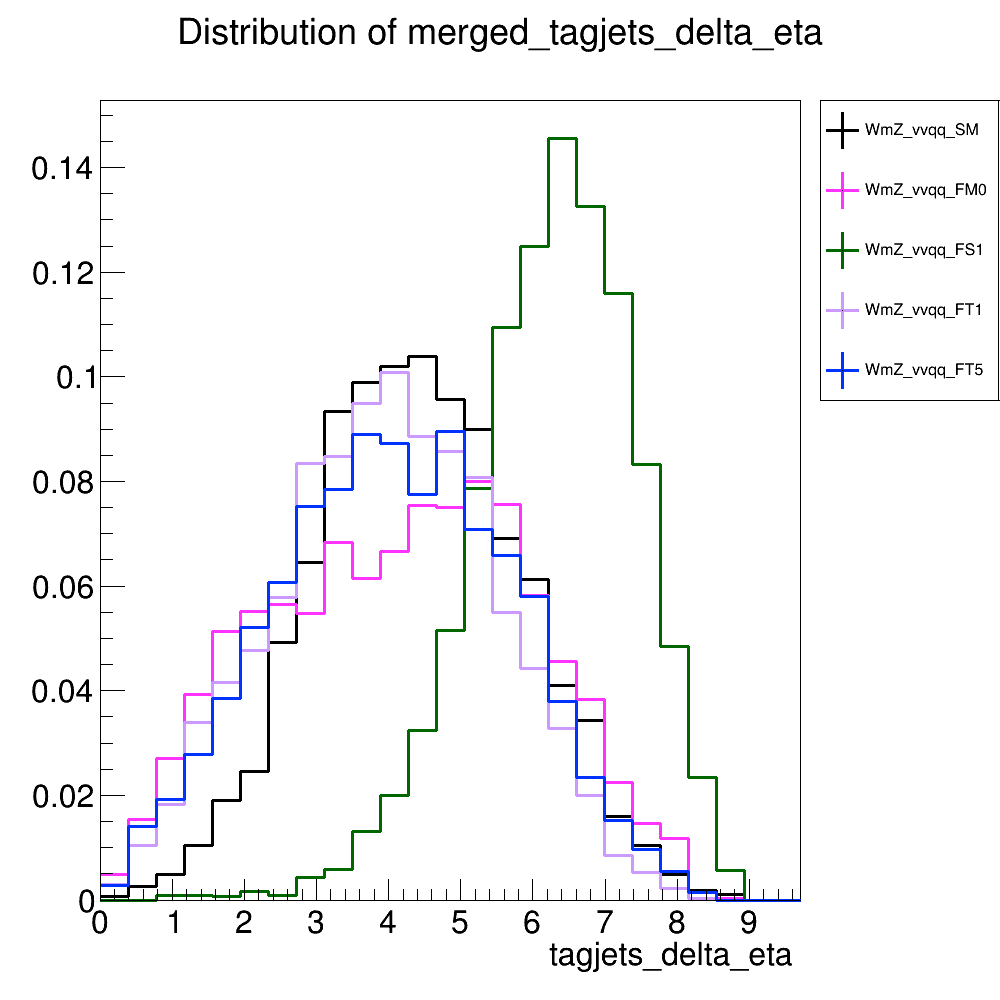 Distribution of merged_tagjets_delta_eta
WmZ_vvqq_SM
WmZ_vvqq_FM0
WmZ_vvqq_FS1
WmZ_vvqq_FT1
WmZ_vvqq_FT5
0.14
0.12
0.1
0.08
0.06
0.04
0.02
0
0 1 2 3 4 5 6 7 8 9
tagjets_delta_eta